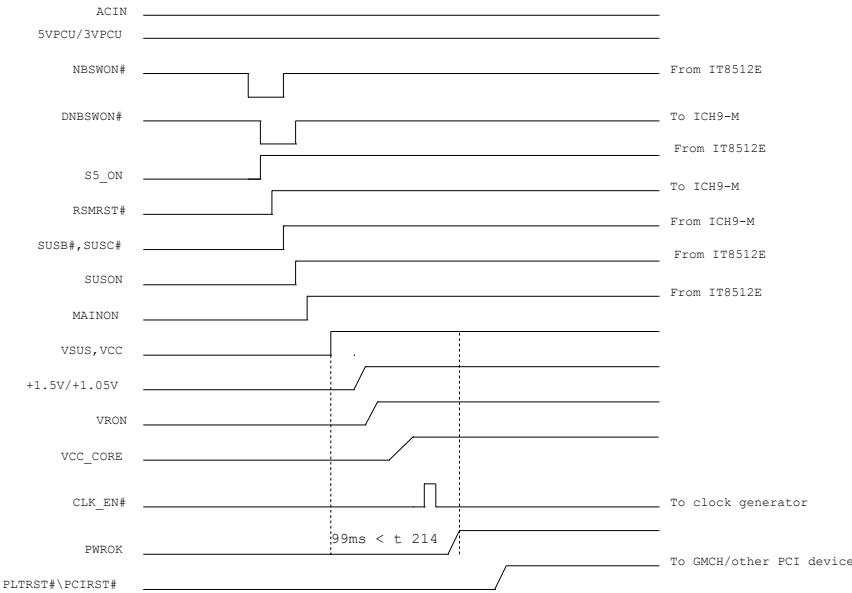 ACIN
5VPCU/3VPCU
NBSWON# From IT8512E
DNBSWON# To ICH9-M
From IT8512E
S5_ON
To ICH9-M
RSMRST#
From ICH9-M
SUSB#,SUSC#
From IT8512E
SUSON
From IT8512E
MAINON
VSUS,VCC
+1.5V/+1.05V
VRON
VCC_CORE
CLK_EN# To clock generator
99ms < t 214
PWROK
To GMCH/other PCI device
PLTRST#\PCIRST#